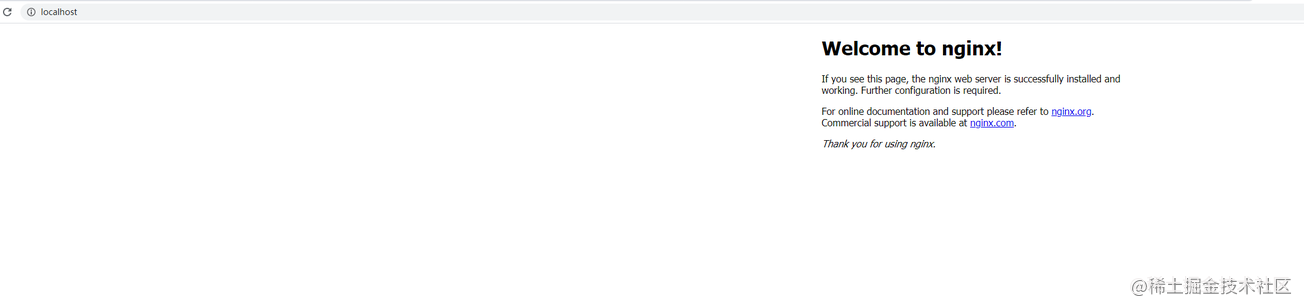 localhost
Welcome to nginx!
If you see this page, the nginx web server is successfully installed and
working. Further configuration is required.
For online documentation and support please refer to nginx.org.
Commercial support is available at nginx.com.
Thank you for using nginx.
@稀土掘金技术社区